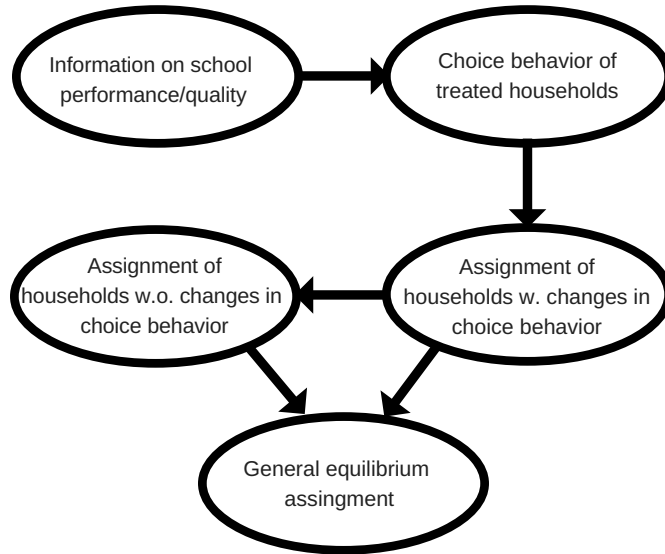 Information on school
performance/quality
Choice behavior of
treated households
Assignment of
households w.o. changes in
choice behavior
Assignment of
households w. changes in
choice behavior
General equilibrium
assingment